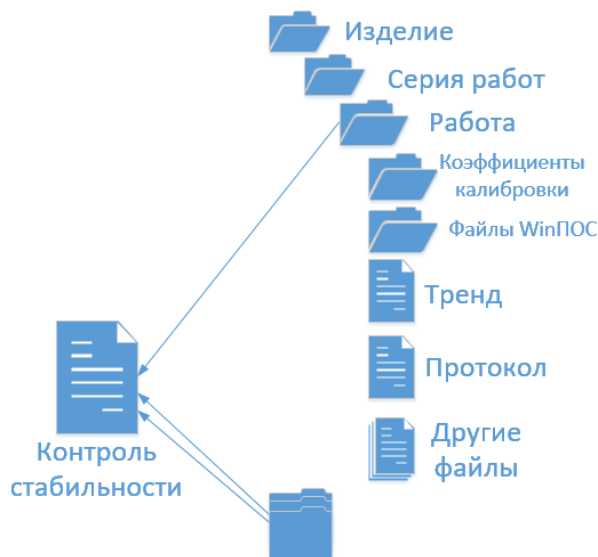 Изделие
Серия работ
Работа
Коэффициенты
калибровки
Файлы WinПОС
Тренд
Протокол
Другие
файлы
Контроль
стабильности